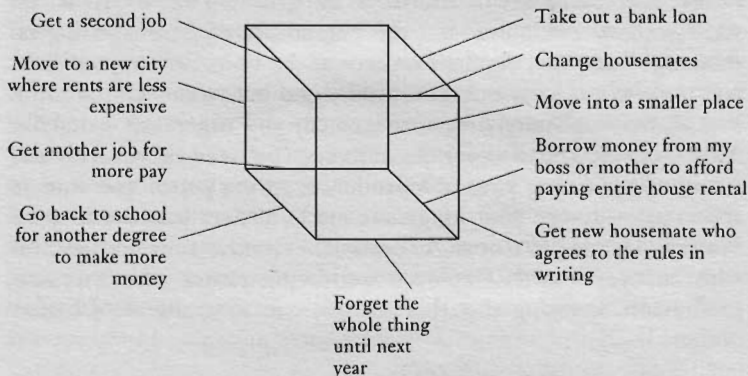 Get a second job
Move to a new city
where rents are less
expensive
Get another job for
more pay
Go back to school
for another degree
to make more
money
Take out a bank loan
Change housemates
Move into a smaller place
Borrow money from my
boss or mother to afford
paying entire house rental
Get new housemate who
agrees to the rules in
writing
Forget the
whole thing
until next
year